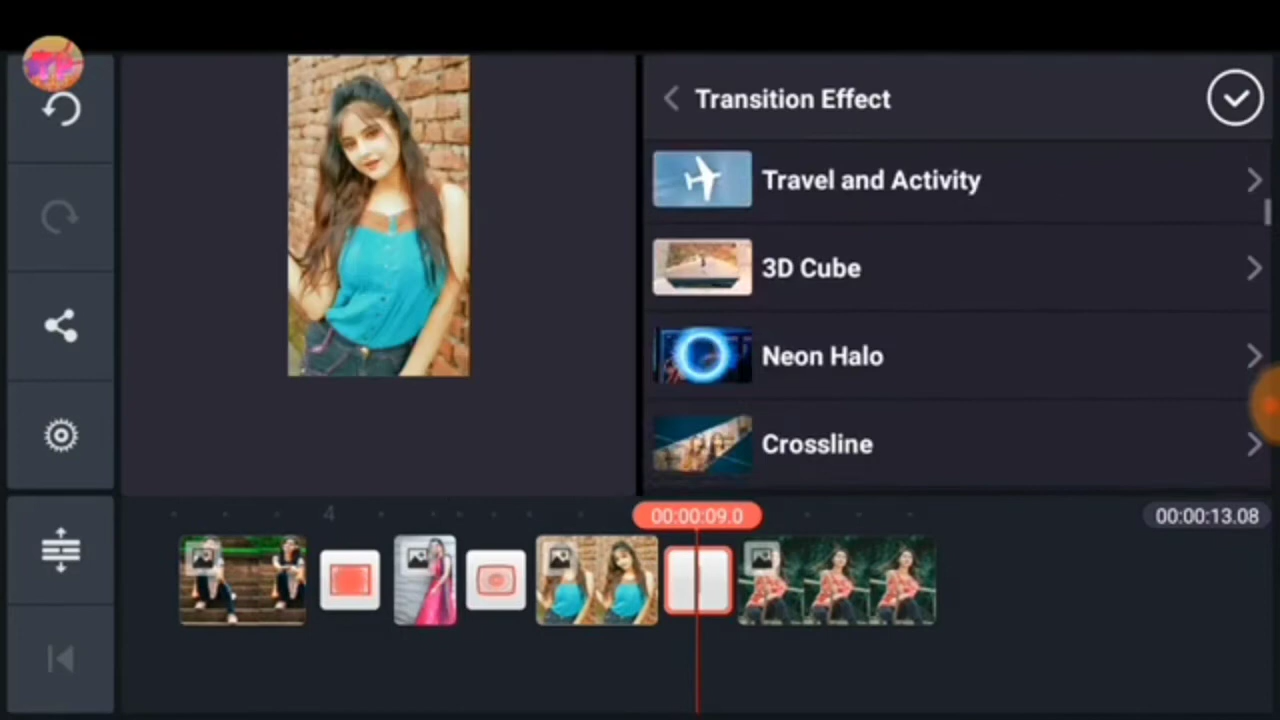 Transition Effect
Travel and Activity
3D Cube
Neon Halo
Crossline
4
00:00:09.0
00:00:13.08